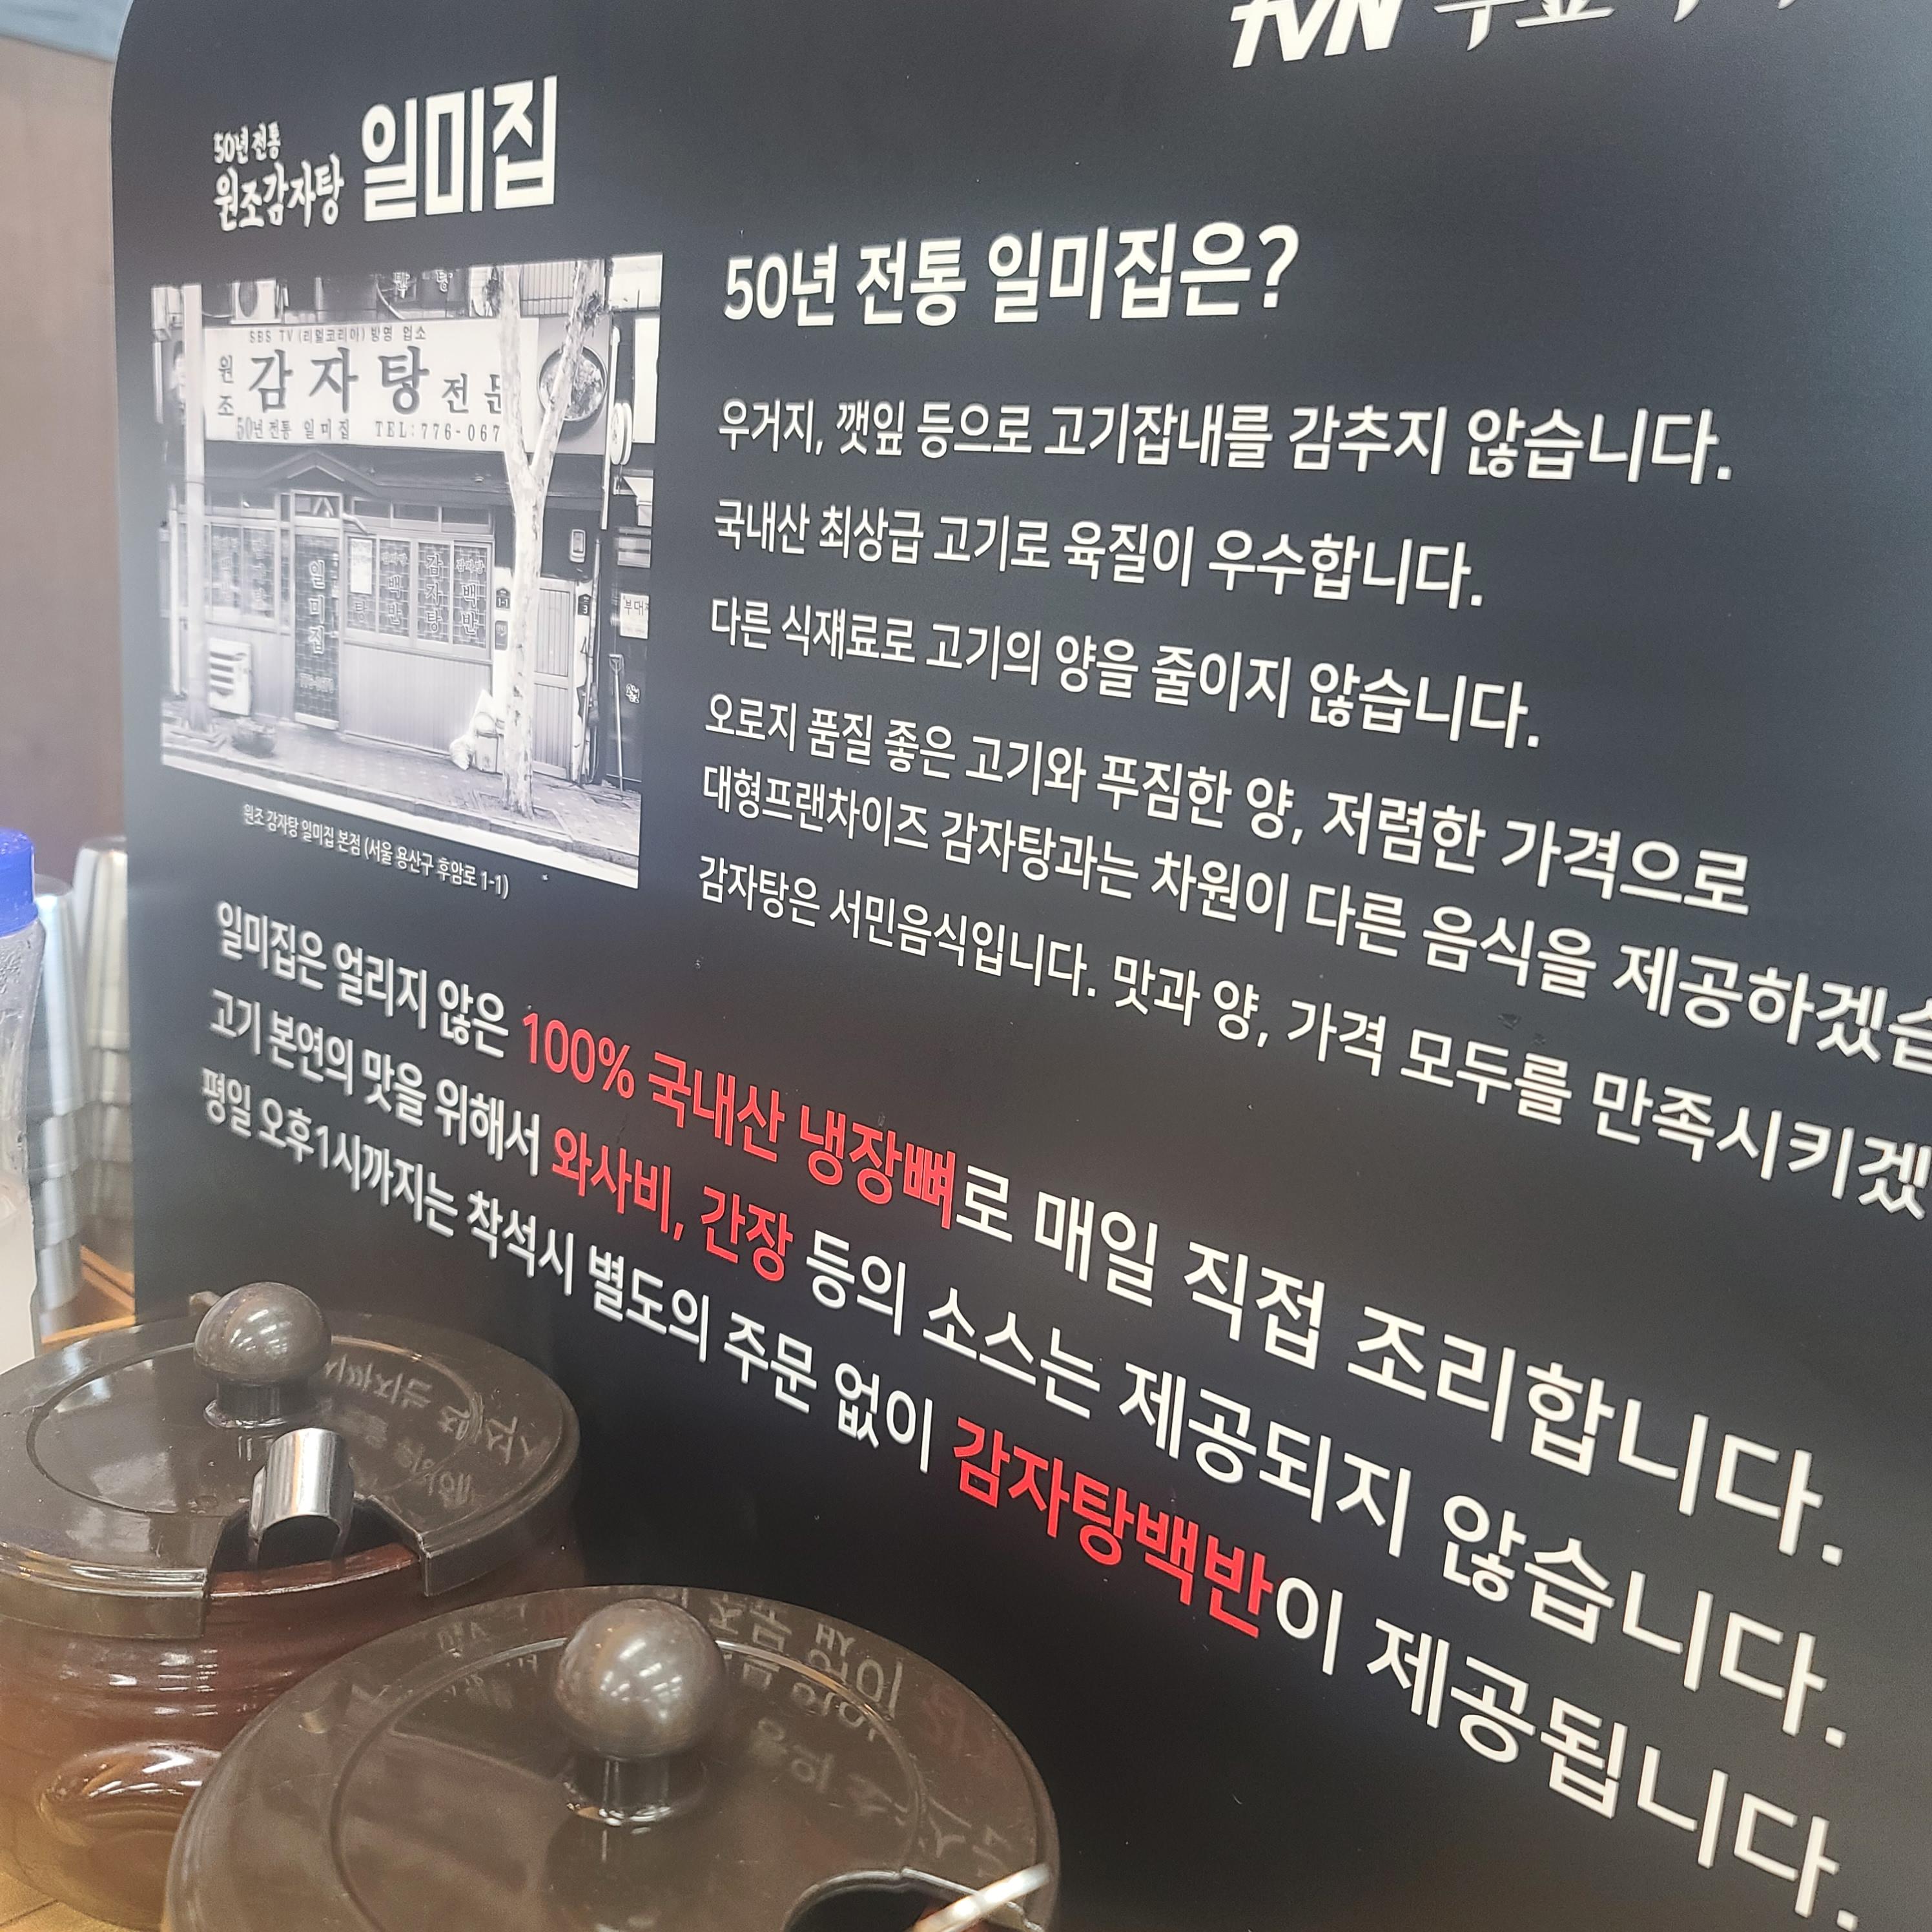 tvN
50년 전통
원조감자탕 일미집
SBS TV (리얼코리아) 방영 업소
원조 감자탕 전문
50년전통 일미집 TEL:776-067
일미집
백반
감자탕
백반
원조 감자탕 일미집 본점 (서울 용산구 후암로 1-1)
50년 전통 일미집은?
우거지, 깻잎 등으로 고기잡내를 감추지 않습니다.
국내산 최상급 고기로 육질이 우수합니다.
다른 식재료로 고기의 양을 줄이지 않습니다.
오로지 품질 좋은 고기와 푸짐한 양, 저렴한 가격으로
대형프랜차이즈 감자탕과는 차원이 다른 음식을 제공하겠습
감자탕은 서민음식입니다. 맛과 양, 가격 모두를 만족시키겠
일미집은 얼리지 않은 100% 국내산 냉장뼈로 매일 직접 조리합니다.
고기 본연의 맛을 위해서 와사비, 간장 등의 소스는 제공되지 않습니다.
평일 오후1시까지는 착석시 별도의 주문 없이 감자탕백반이 제공됩니다.